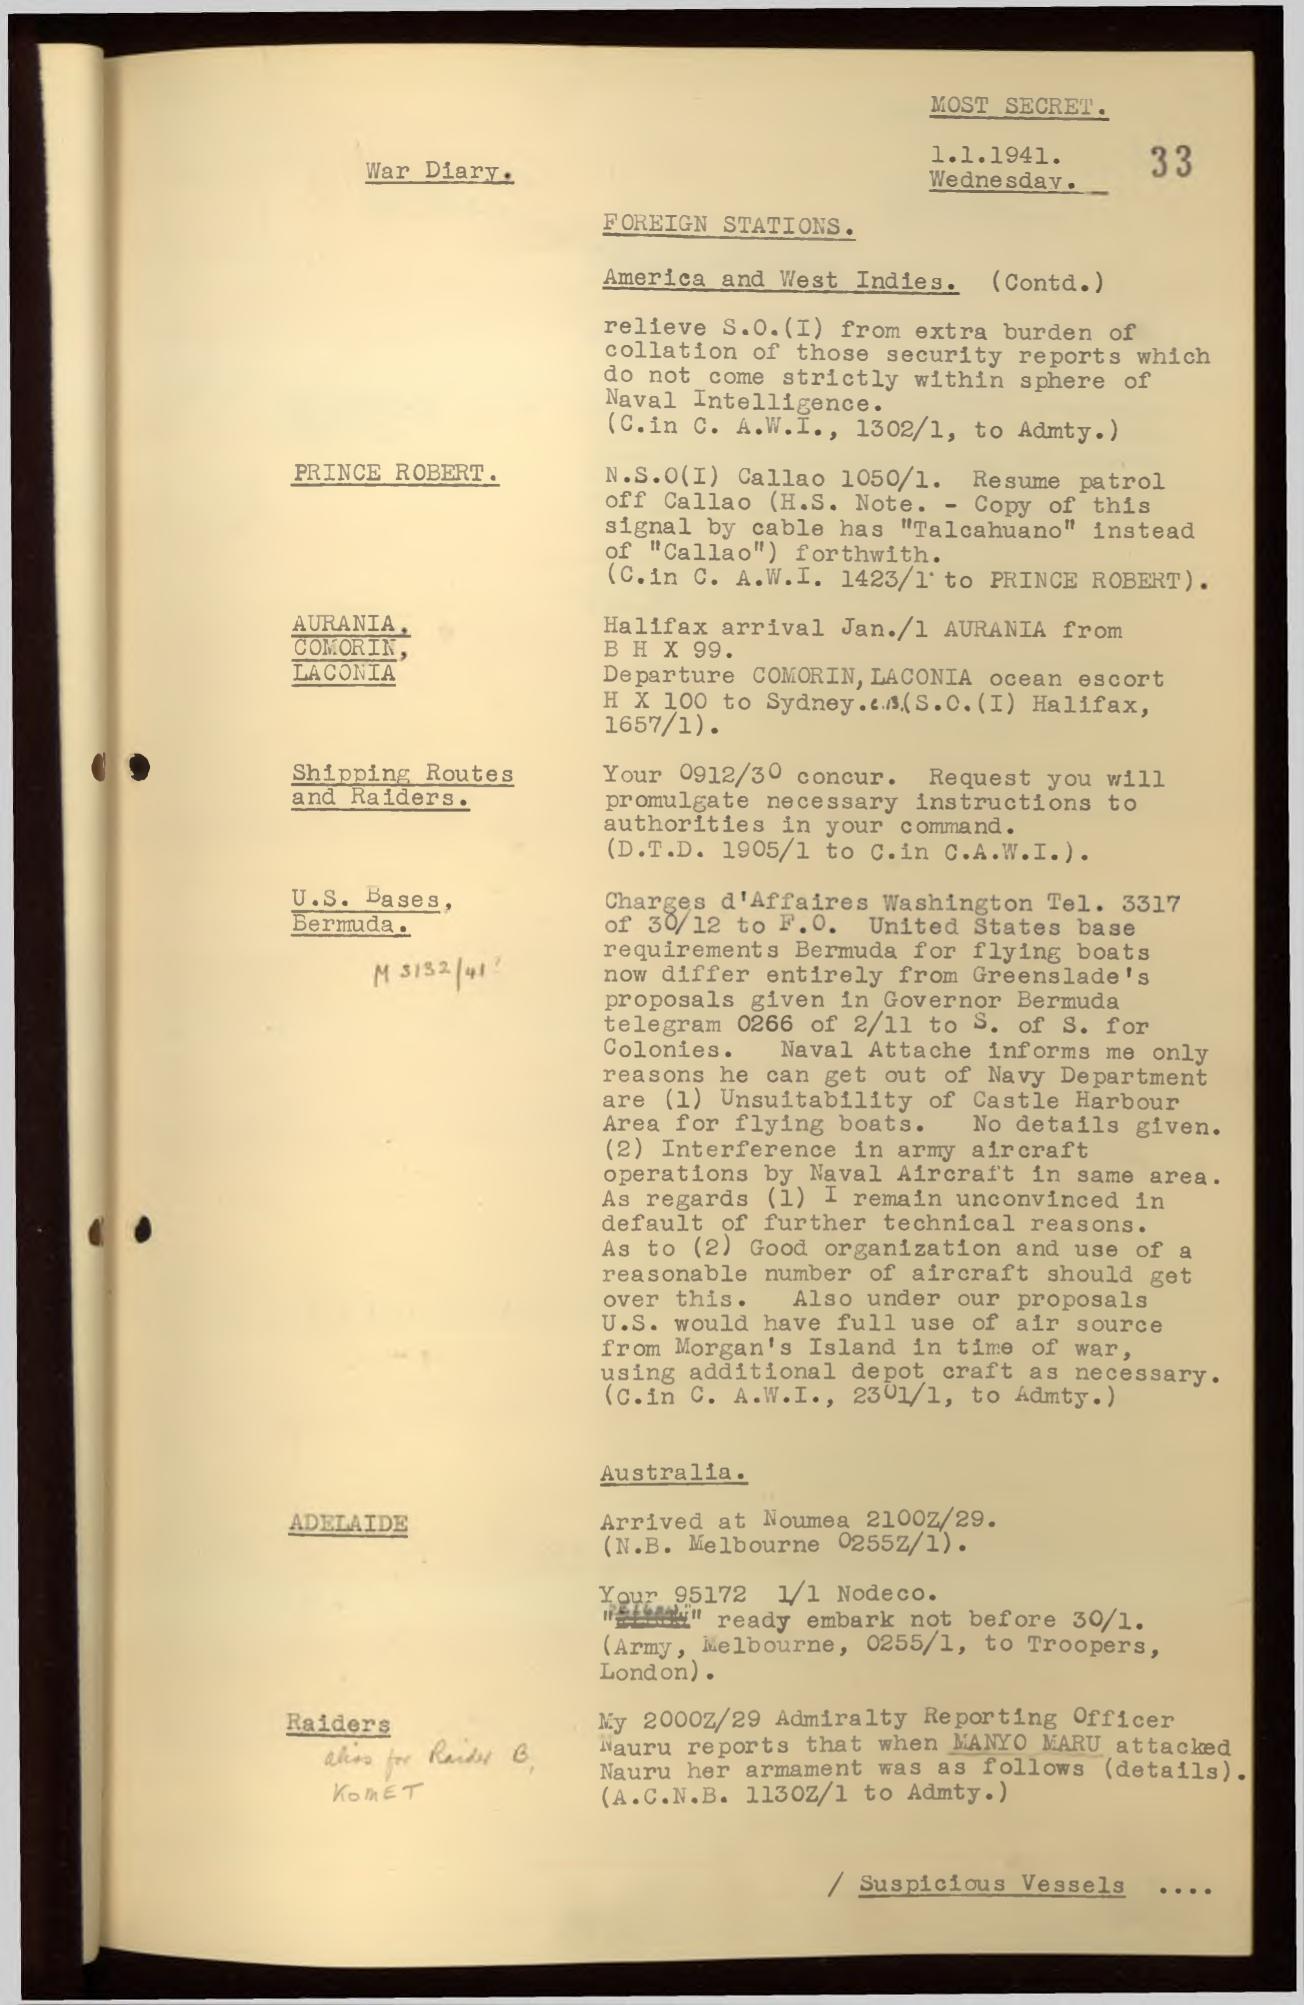 MOST SECRET.
War Diary.
1.1.1941.
Wednesday.
33
FOREIGN STATIONS.
America and West Indies. (Contd.)
relieve S.O.(I) from extra burden of
collation of those security reports which
do not come strictly within sphere of
Naval Intelligence.
(C.in C. A.W.I., 1302/1, to Admty.)
PRINCE ROBERT.
N.S.O(I) Callao 1050/1. Resume patrol
off Callao (H.S. Note. - Copy of this
signal by cable has "Talcahuano" instead
of "Callao") forthwith.
(C.in C. A.W.I. 1423/1 to PRINCE ROBERT).
AURANIA,
COMORIN,
LACONIA
Halifax arrival Jan./1 AURANIA from
B H X 99.
Departure COMORIN, LACONIA ocean escort
H X 100 to Sydney. C.B. (S.O.(I) Halifax,
1657/1).
Shipping Routes
and Raiders.
Your 0912/30 concur. Request you will
promulgate necessary instructions to
authorities in your command.
(D.T.D. 1905/1 to C.in C.A.W.I.).
U.S. Bases,
Bermuda.
M 3132/41
Charges d'Affaires Washington Tel. 3317
of 30/12 to F.O. United States base
requirements Bermuda for flying boats
now differ entirely from Greenslade's
proposals given in Governor Bermuda
telegram 0266 of 2/11 to S. of S. for
Colonies. Naval Attache informs me only
reasons he can get out of Navy Department
are (1) Unsuitability of Castle Harbour
Area for flying boats. No details given.
(2) Interference in army aircraft
operations by Naval Aircraft in same area.
As regards (1) I remain unconvinced in
default of further technical reasons.
As to (2) Good organization and use of a
reasonable number of aircraft should get
over this. Also under our proposals
U.S. would have full use of air source
from Morgan's Island in time of war,
using additional depot craft as necessary.
(C.in C. A.W.I., 2301/1, to Admty.)
Australia.
ADELAIDE
Arrived at Noumea 2100Z/29.
(N.B. Melbourne 0255Z/1).
Your 95172 1/1 Nodeco.
" " ready embark not before 30/1.
(Army, Melbourne, 0255/1, to Troopers,
London).
Raiders
alias for Raider B,
KOMET
My 2000Z/29 Admiralty Reporting Officer
Nauru reports that when MANYO MARU attacked
Nauru her armament was as follows (details).
(A.C.N.B. 1130Z/1 to Admty.)
/ Suspicious Vessels ....